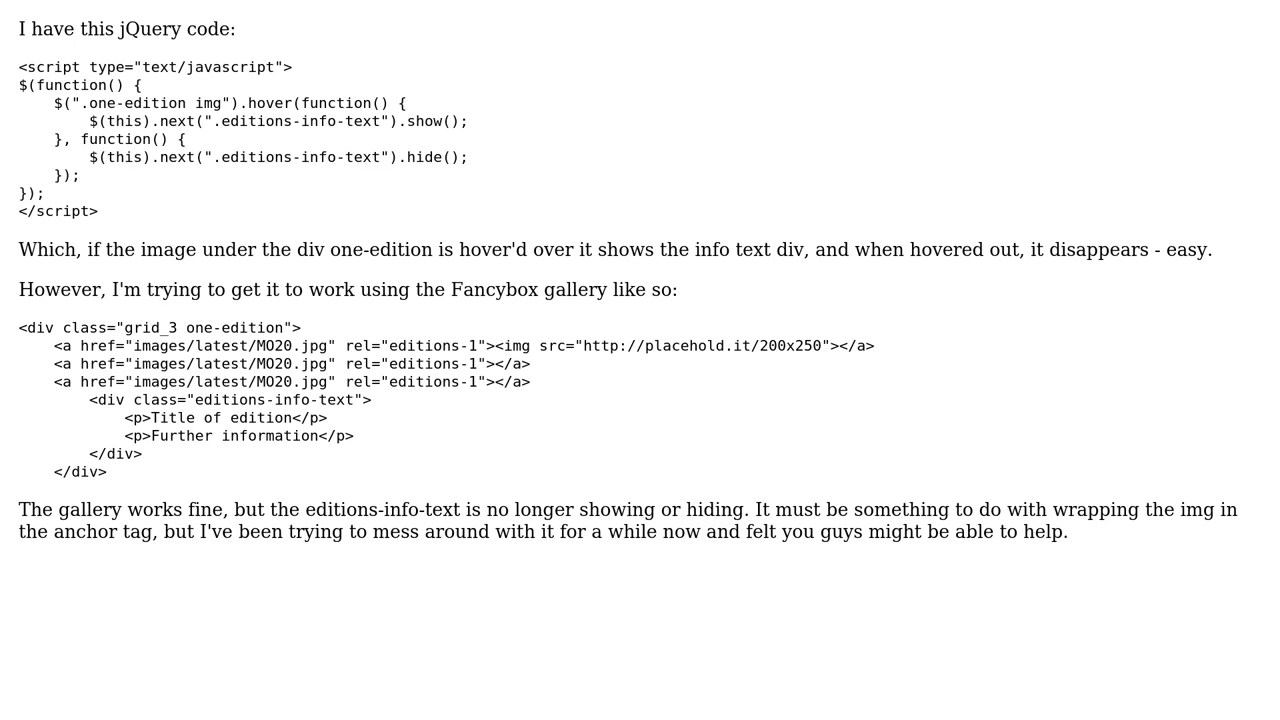 I have this jQuery code:
<script type="text/javascript">
$(function() {
    $(".one-edition img").hover(function() {
        $(this).next(".editions-info-text").show();
    }, function() {
        $(this).next(".editions-info-text").hide();
    });
});
</script>
Which, if the image under the div one-edition is hover'd over it shows the info text div, and when hovered out, it disappears - easy.
However, I'm trying to get it to work using the Fancybox gallery like so:
<div class="grid_3 one-edition">
    <a href="images/latest/MO20.jpg" rel="editions-1"><img src="http://placehold.it/200x250"></a>
    <a href="images/latest/MO20.jpg" rel="editions-1"></a>
    <a href="images/latest/MO20.jpg" rel="editions-1"></a>
        <div class="editions-info-text">
            <p>Title of edition</p>
            <p>Further information</p>
        </div>
    </div>
The gallery works fine, but the editions-info-text is no longer showing or hiding. It must be something to do with wrapping the img in
the anchor tag, but I've been trying to mess around with it for a while now and felt you guys might be able to help.